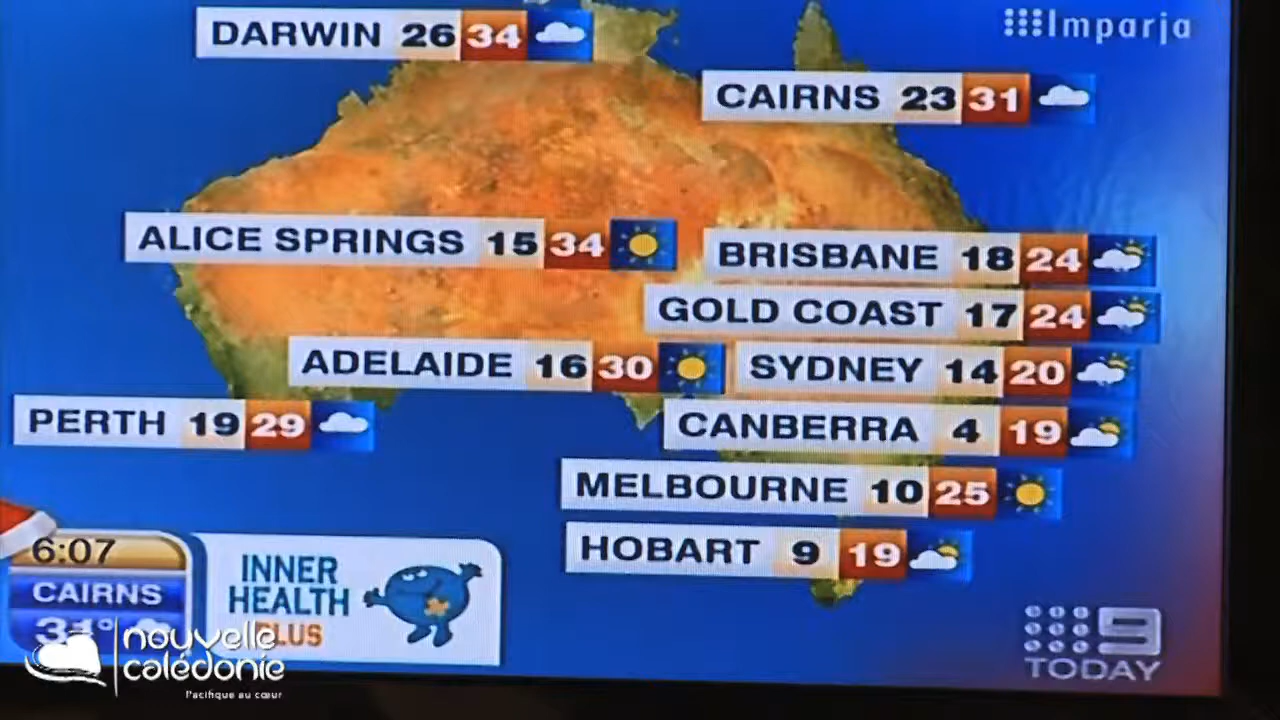 DARWIN 26 34
Imparja
CAIRNS 23 31
ALICE SPRINGS 15 34
BRISBANE 18 24
GOLD COAST 17 24
ADELAIDE 16 30
SYDNEY 14 20
PERTH 19 29
CANBERRA 4 19
MELBOURNE 10 25
HOBART 9 19
6:07
CAIRNS
31°
INNER
HEALTH
PLUS
9
TODAY
nouvelle
calédonie
Pacifique au cœur